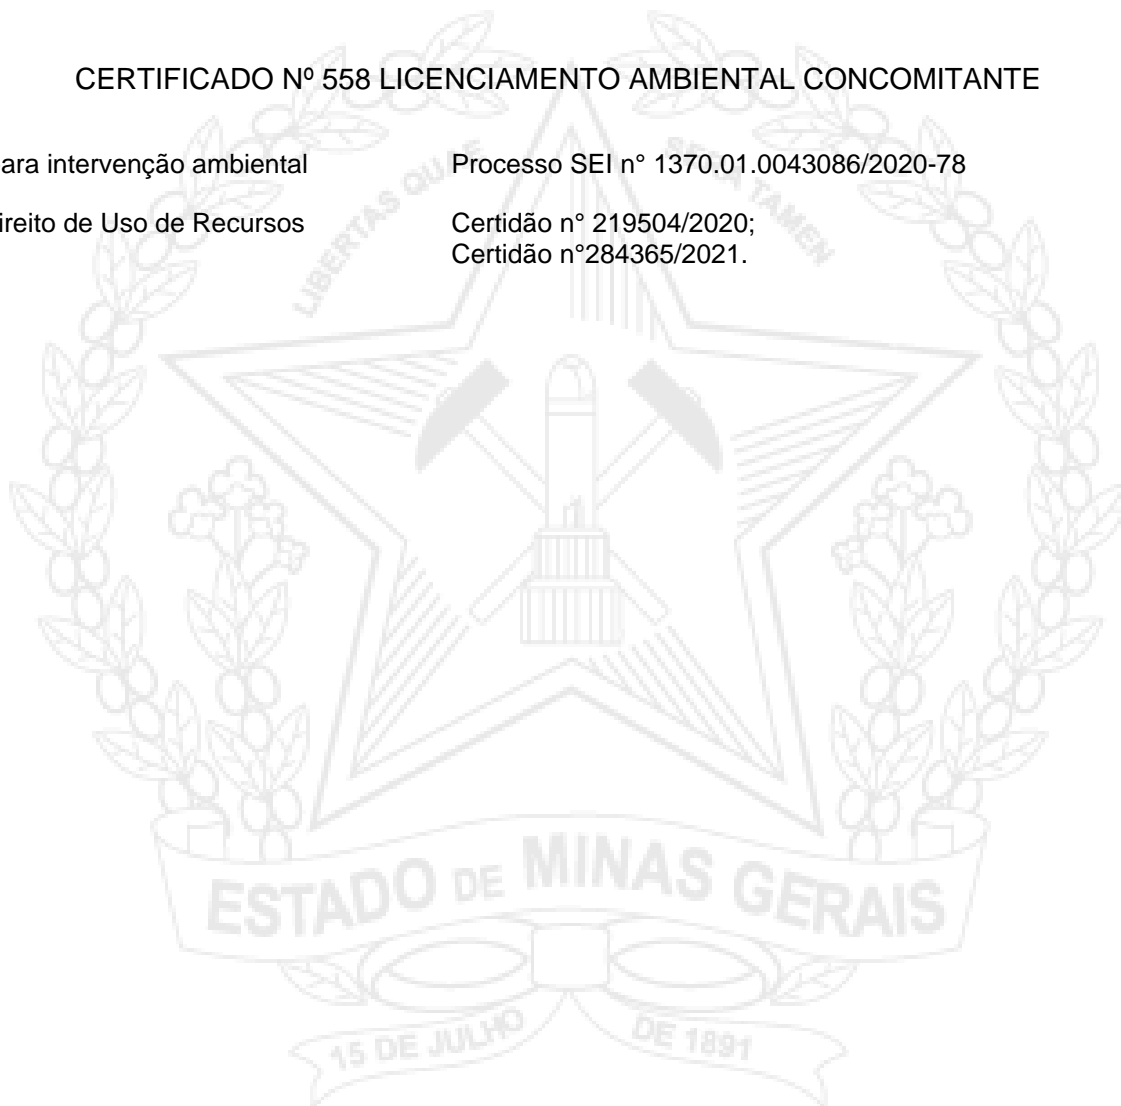 CERTIFICADO Nº 558 LICENCIAMENTO AMBIENTAL CONCOMITANTE
ara intervenção ambiental Processo SEI n° 1370.01.0043086/2020-78
ireito de Uso de Recursos Certidão n° 219504/2020;
Certidão n°284365/2021.
LIBERTAS QUÆ SERA TAMEN
ESTADO DE MINAS GERAIS
15 DE JULHO DE 1891